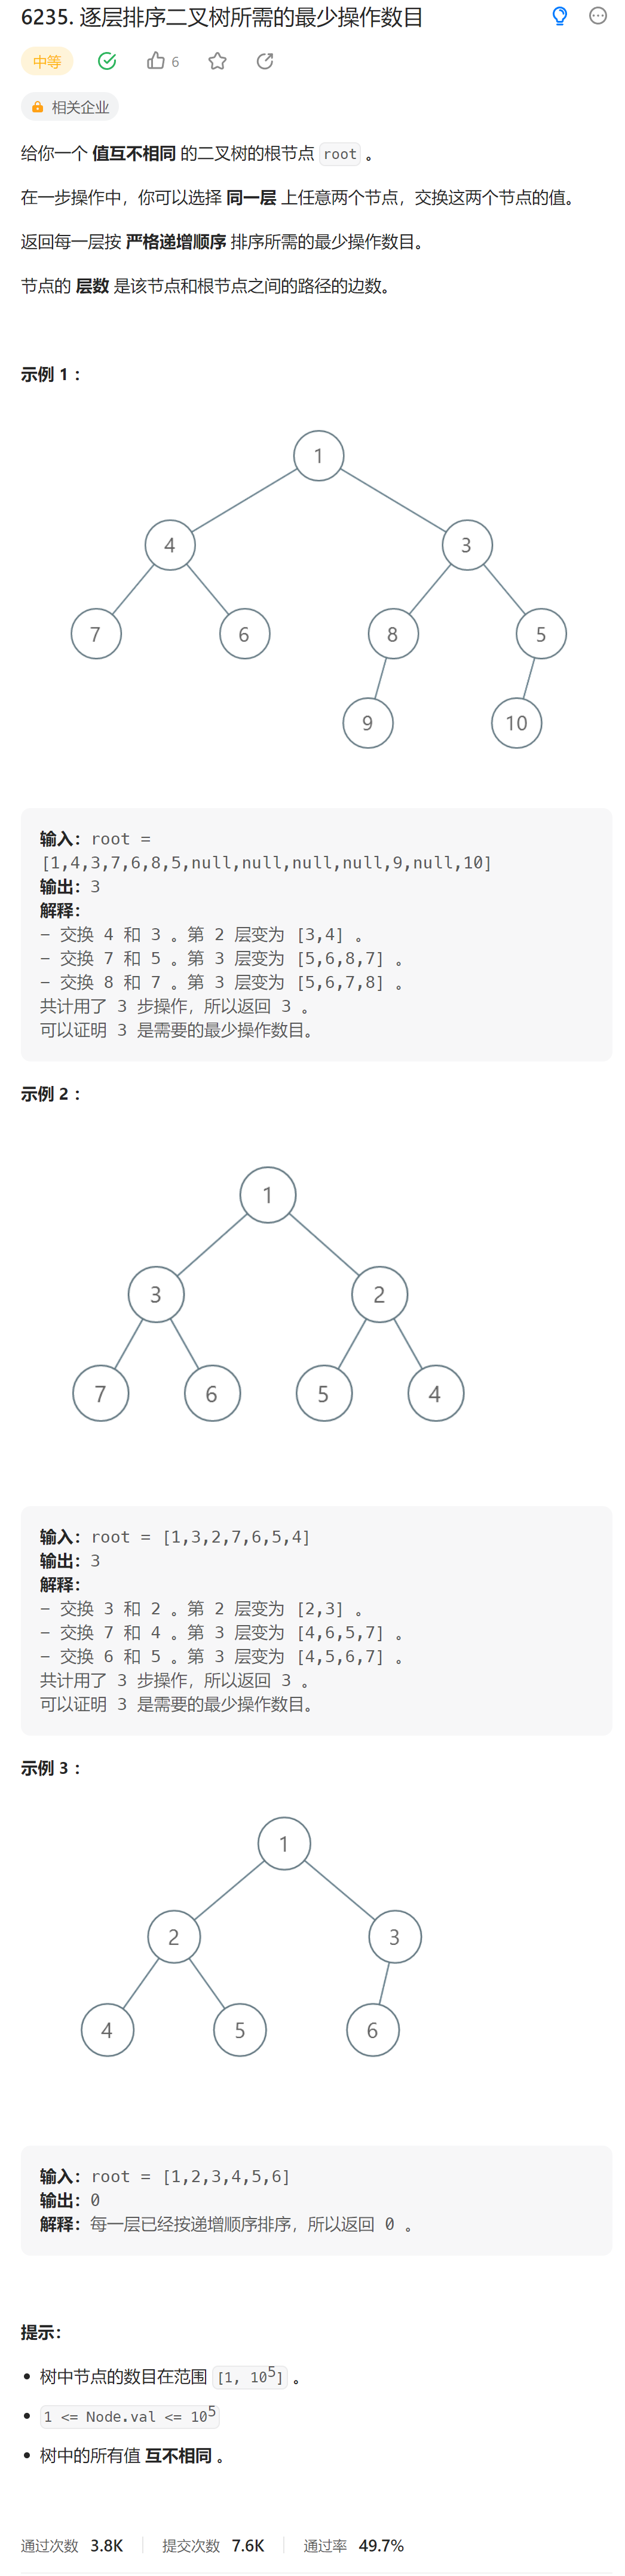 6235. 逐层排序二叉树所需的最少操作数目
中等
6
相关企业
给你一个 值互不相同 的二叉树的根节点 root 。
在一步操作中，你可以选择 同一层 上任意两个节点，交换这两个节点的值。
返回每一层按 严格递增顺序 排序所需的最少操作数目。
节点的 层数 是该节点和根节点之间的路径的边数。
示例 1 ：
1
4 3
7 6 8 5
9 10
输入：root =
[1,4,3,7,6,8,5,null,null,null,null,9,null,10]
输出：3
解释：
- 交换 4 和 3 。第 2 层变为 [3,4] 。
- 交换 7 和 5 。第 3 层变为 [5,6,8,7] 。
- 交换 8 和 7 。第 3 层变为 [5,6,7,8] 。
共计用了 3 步操作，所以返回 3 。
可以证明 3 是需要的最少操作数目。
示例 2 ：
1
3 2
7 6 5 4
输入：root = [1,3,2,7,6,5,4]
输出：3
解释：
- 交换 3 和 2 。第 2 层变为 [2,3] 。
- 交换 7 和 4 。第 3 层变为 [4,6,5,7] 。
- 交换 6 和 5 。第 3 层变为 [4,5,6,7] 。
共计用了 3 步操作，所以返回 3 。
可以证明 3 是需要的最少操作数目。
示例 3 ：
1
2 3
4 5 6
输入：root = [1,2,3,4,5,6]
输出：0
解释：每一层已经按递增顺序排序，所以返回 0 。
提示：
• 树中节点的数目在范围 [1, 10⁵] 。
• 1 <= Node.val <= 10⁵
• 树中的所有值 互不相同 。
通过次数 3.8K 提交次数 7.6K 通过率 49.7%